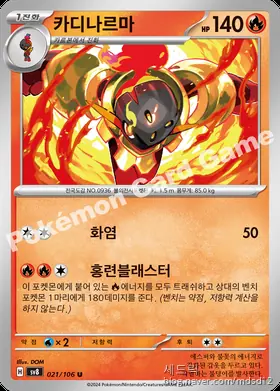 1진화
카디나르마
HP 140
카르본에서 진화
전국도감 NO.0936 불의전사 키: 1.5 m 몸무게: 85.0 kg
화염 50
홍련블래스터
이 포켓몬에게 붙어 있는 에너지를 모두 트래쉬하고 상대의 벤치
포켓몬 1마리에게 180데미지를 준다. (벤치는 약점, 저항력 계산을
하지 않는다.)
약점 ×2 저항력 후퇴
Illus. DOM
H sv8 021/106 U
©2024 Pokémon/Nintendo/Creatures/GAME FREAK
Pokémon Card Game